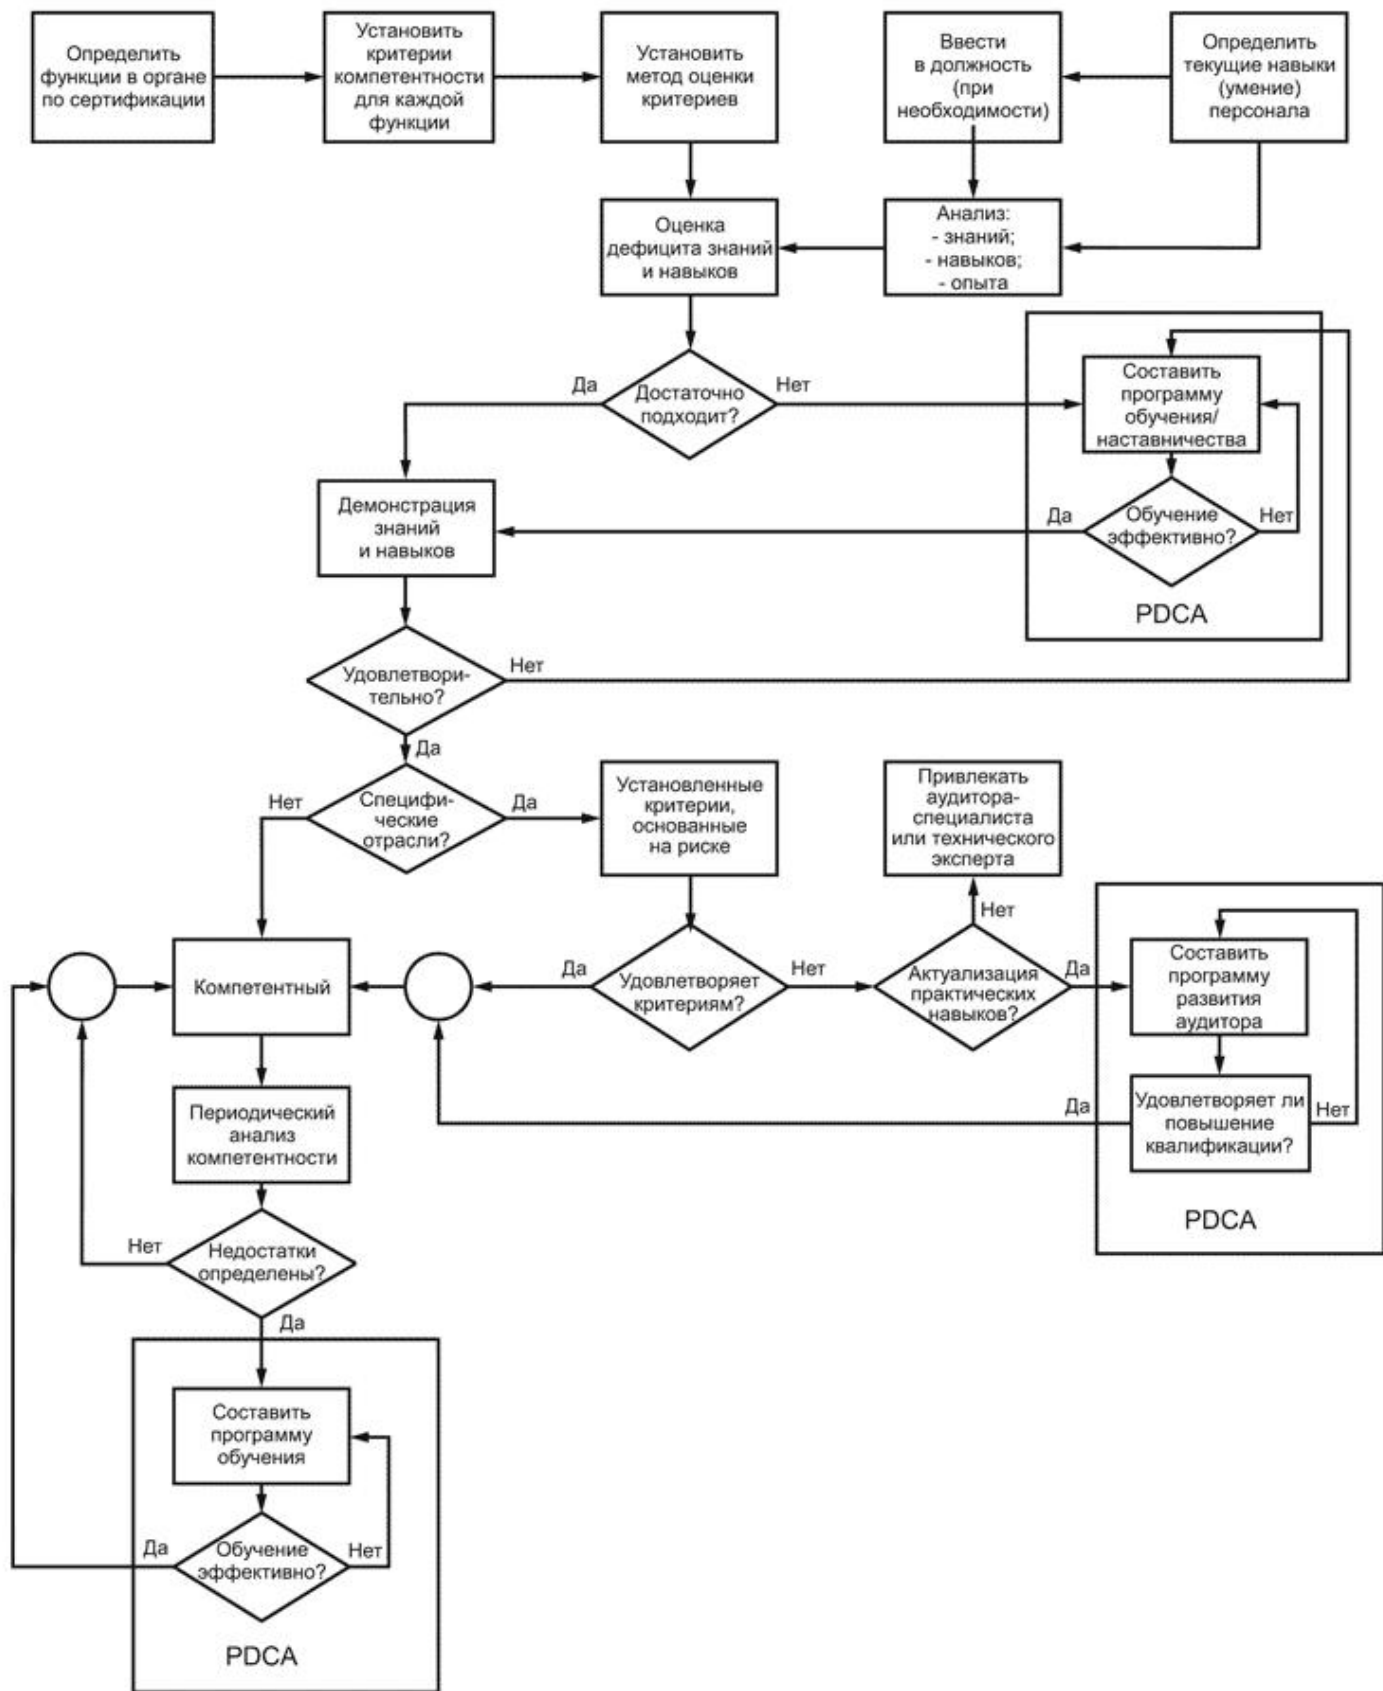 Определить
функции в органе
по сертификации
Установить
критерии
компетентности
для каждой
функции
Установить
метод оценки
критериев
Ввести
в должность
(при
необходимости)
Определить
текущие навыки
(умение)
персонала
Оценка
дефицита знаний
и навыков
Анализ:
- знаний;
- навыков;
- опыта
Да
Достаточно
подходит?
Нет
Составить
программу
обучения/
наставничества
Демонстрация
знаний
и навыков
Да
Обучение
эффективно?
Нет
PDCA
Удовлетвори-
тельно?
Нет
Да
Нет
Специфи-
ческие
отрасли?
Да
Установленные
критерии,
основанные
на риске
Привлекать
аудитора-
специалиста
или технического
эксперта
Нет
Компетентный
Да
Удовлетворяет
критериям?
Нет
Актуализация
практических
навыков?
Да
Составить
программу
развития
аудитора
Периодический
анализ
компетентности
Да
Удовлетворяет ли
повышение
квалификации?
Нет
PDCA
Нет
Недостатки
определены?
Да
Составить
программу
обучения
Да
Обучение
эффективно?
Нет
PDCA